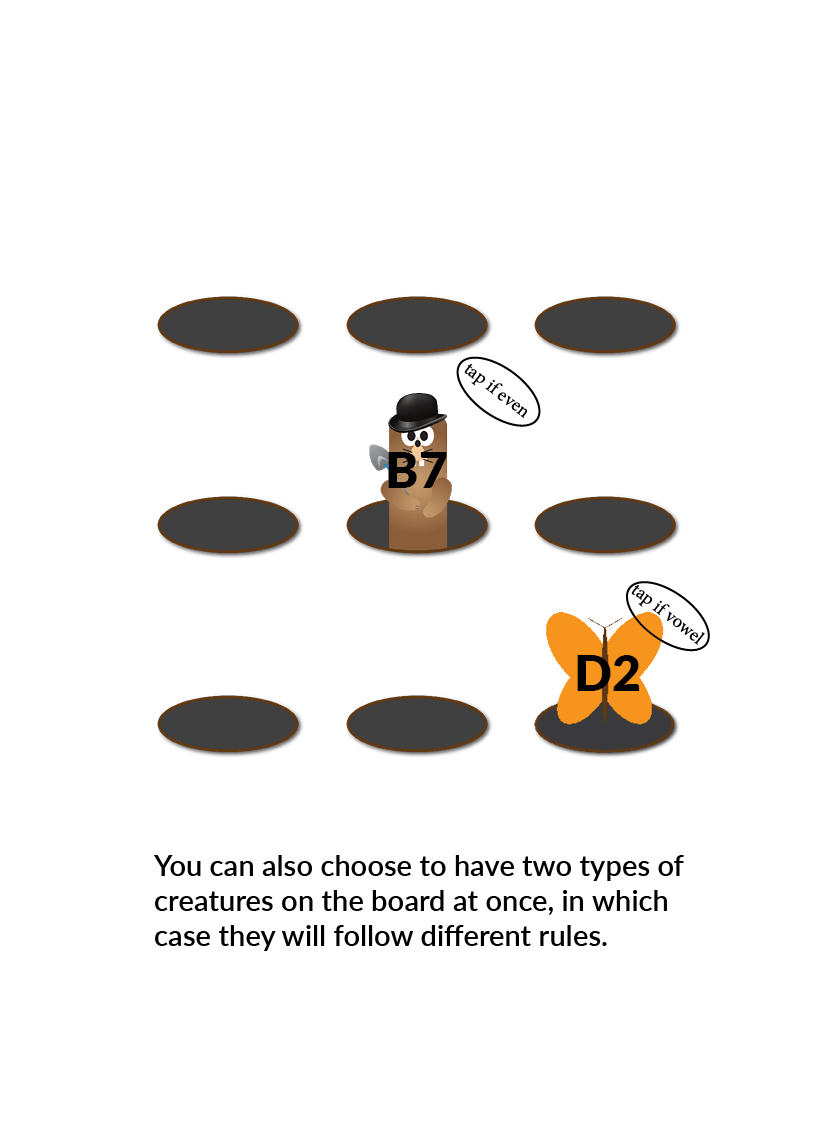 tap if even
B7
tap if vowel
D2
You can also choose to have two types of
creatures on the board at once, in which
case they will follow different rules.